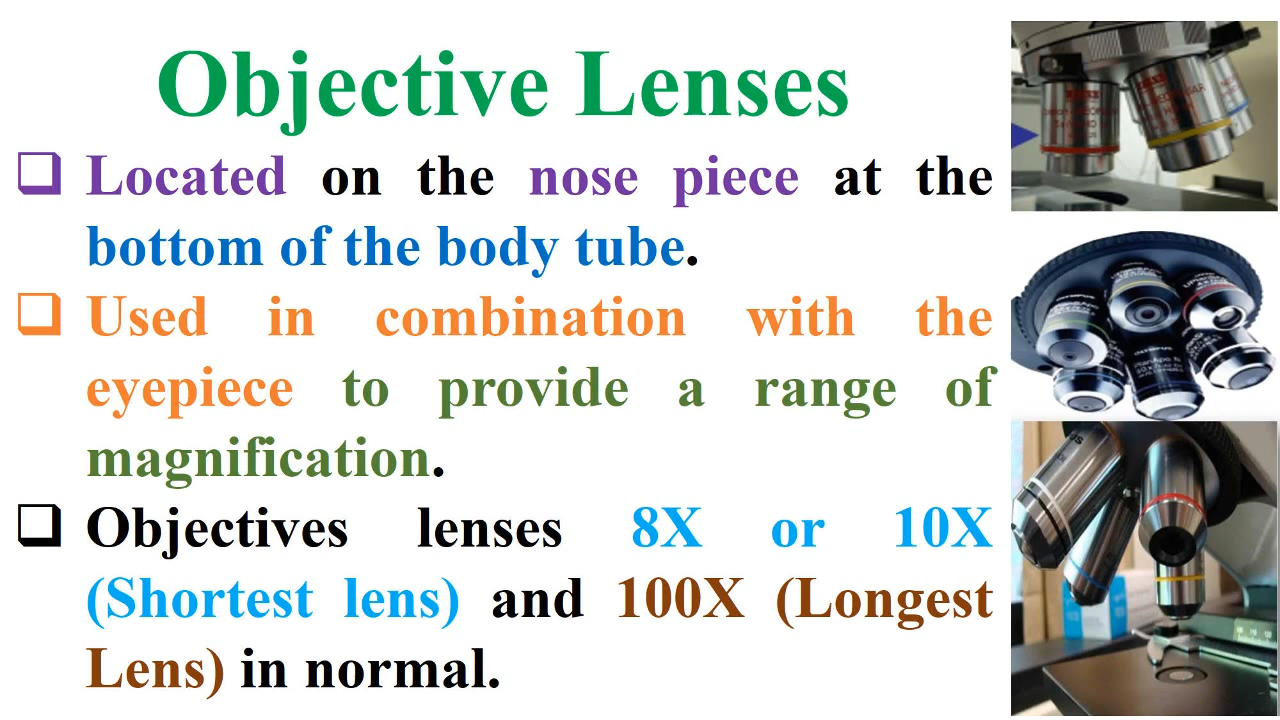 Objective Lenses
❑ Located on the nose piece at the
bottom of the body tube.
❑ Used in combination with the
eyepiece to provide a range of
magnification.
❑ Objectives lenses 8X or 10X
(Shortest lens) and 100X (Longest
Lens) in normal.